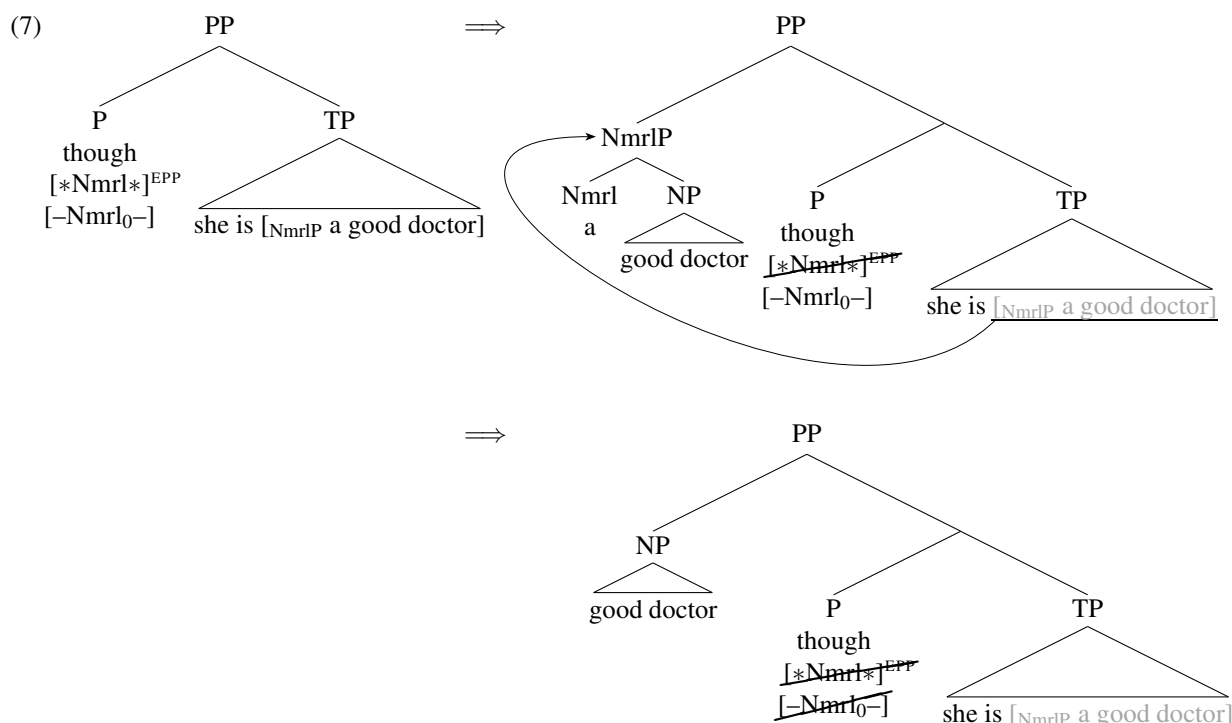 (7) PP ⟹ PP
P TP NmrlP
though Nmrl NP P TP
[∗Nmrl∗]EPP a though
[–Nmrl0–] she is [NmrlP a good doctor] good doctor [∗Nmrl∗]EPP
[–Nmrl0–] she is [NmrlP a good doctor]
⟹ PP
NP
good doctor P TP
though
[∗Nmrl∗]EPP
[–Nmrl0–] she is [NmrlP a good doctor]